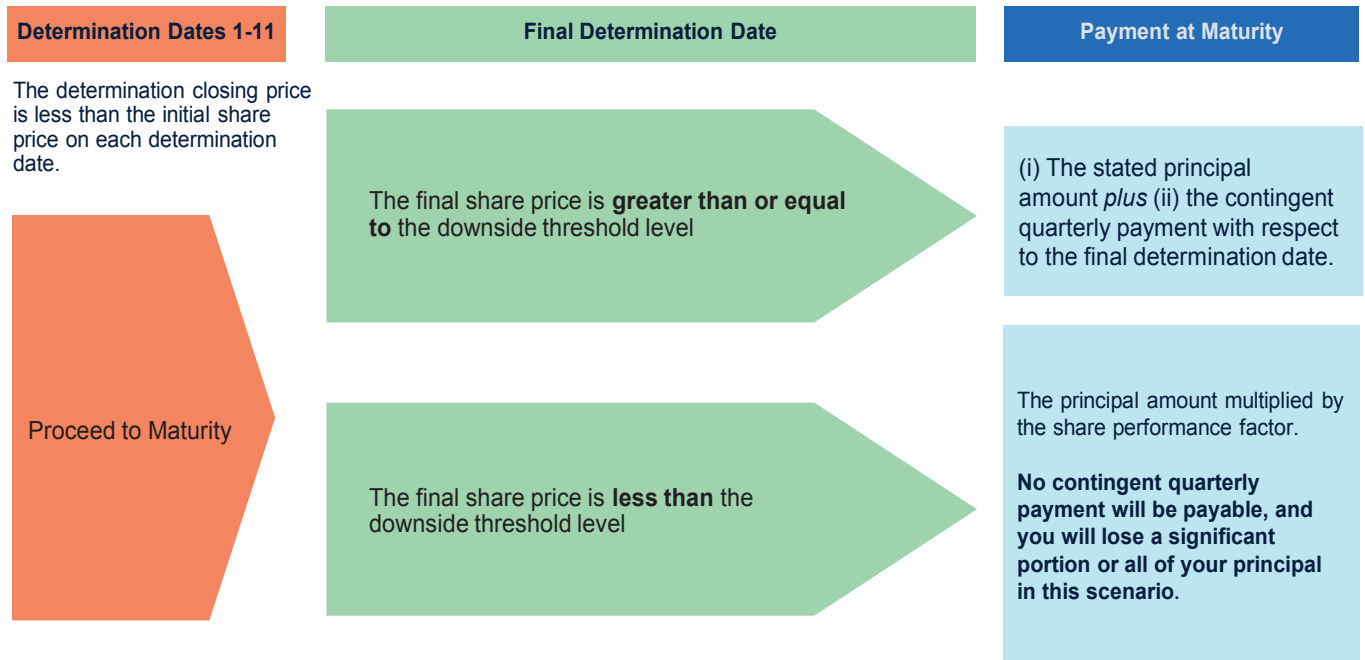 Determination Dates 1-11
Final Determination Date
Payment at Maturity
The determination closing price
is less than the initial share
price on each determination
date.
Proceed to Maturity
The final share price is greater than or equal
to the downside threshold level
(i) The stated principal
amount plus (ii) the contingent
quarterly payment with respect
to the final determination date.
The final share price is less than the
downside threshold level
The principal amount multiplied by
the share performance factor.
No contingent quarterly
payment will be payable, and
you will lose a significant
portion or all of your principal
in this scenario.